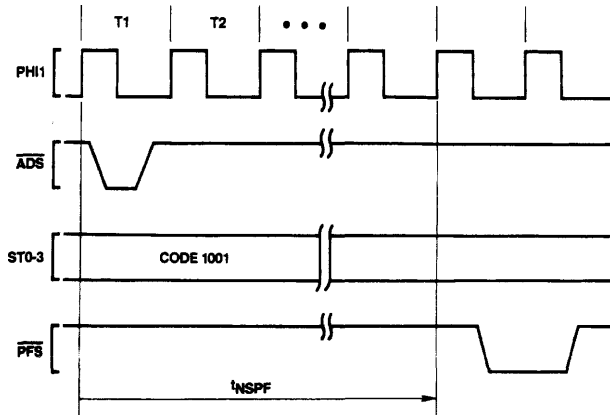 T1 T2 • • •
PHI1
ADS
ST0-3 CODE 1001
PFS
tNSPF